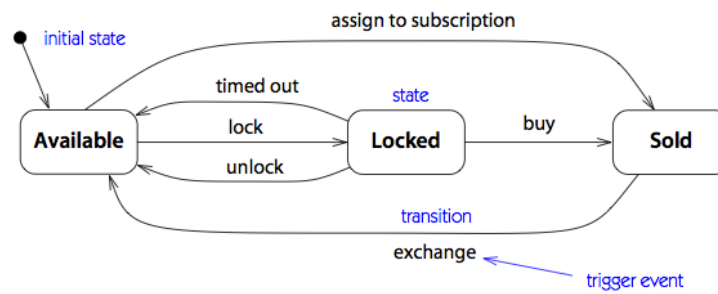 assign to subscription
initial state
timed out
state
Available
lock
Locked
buy
Sold
unlock
transition
exchange
trigger event